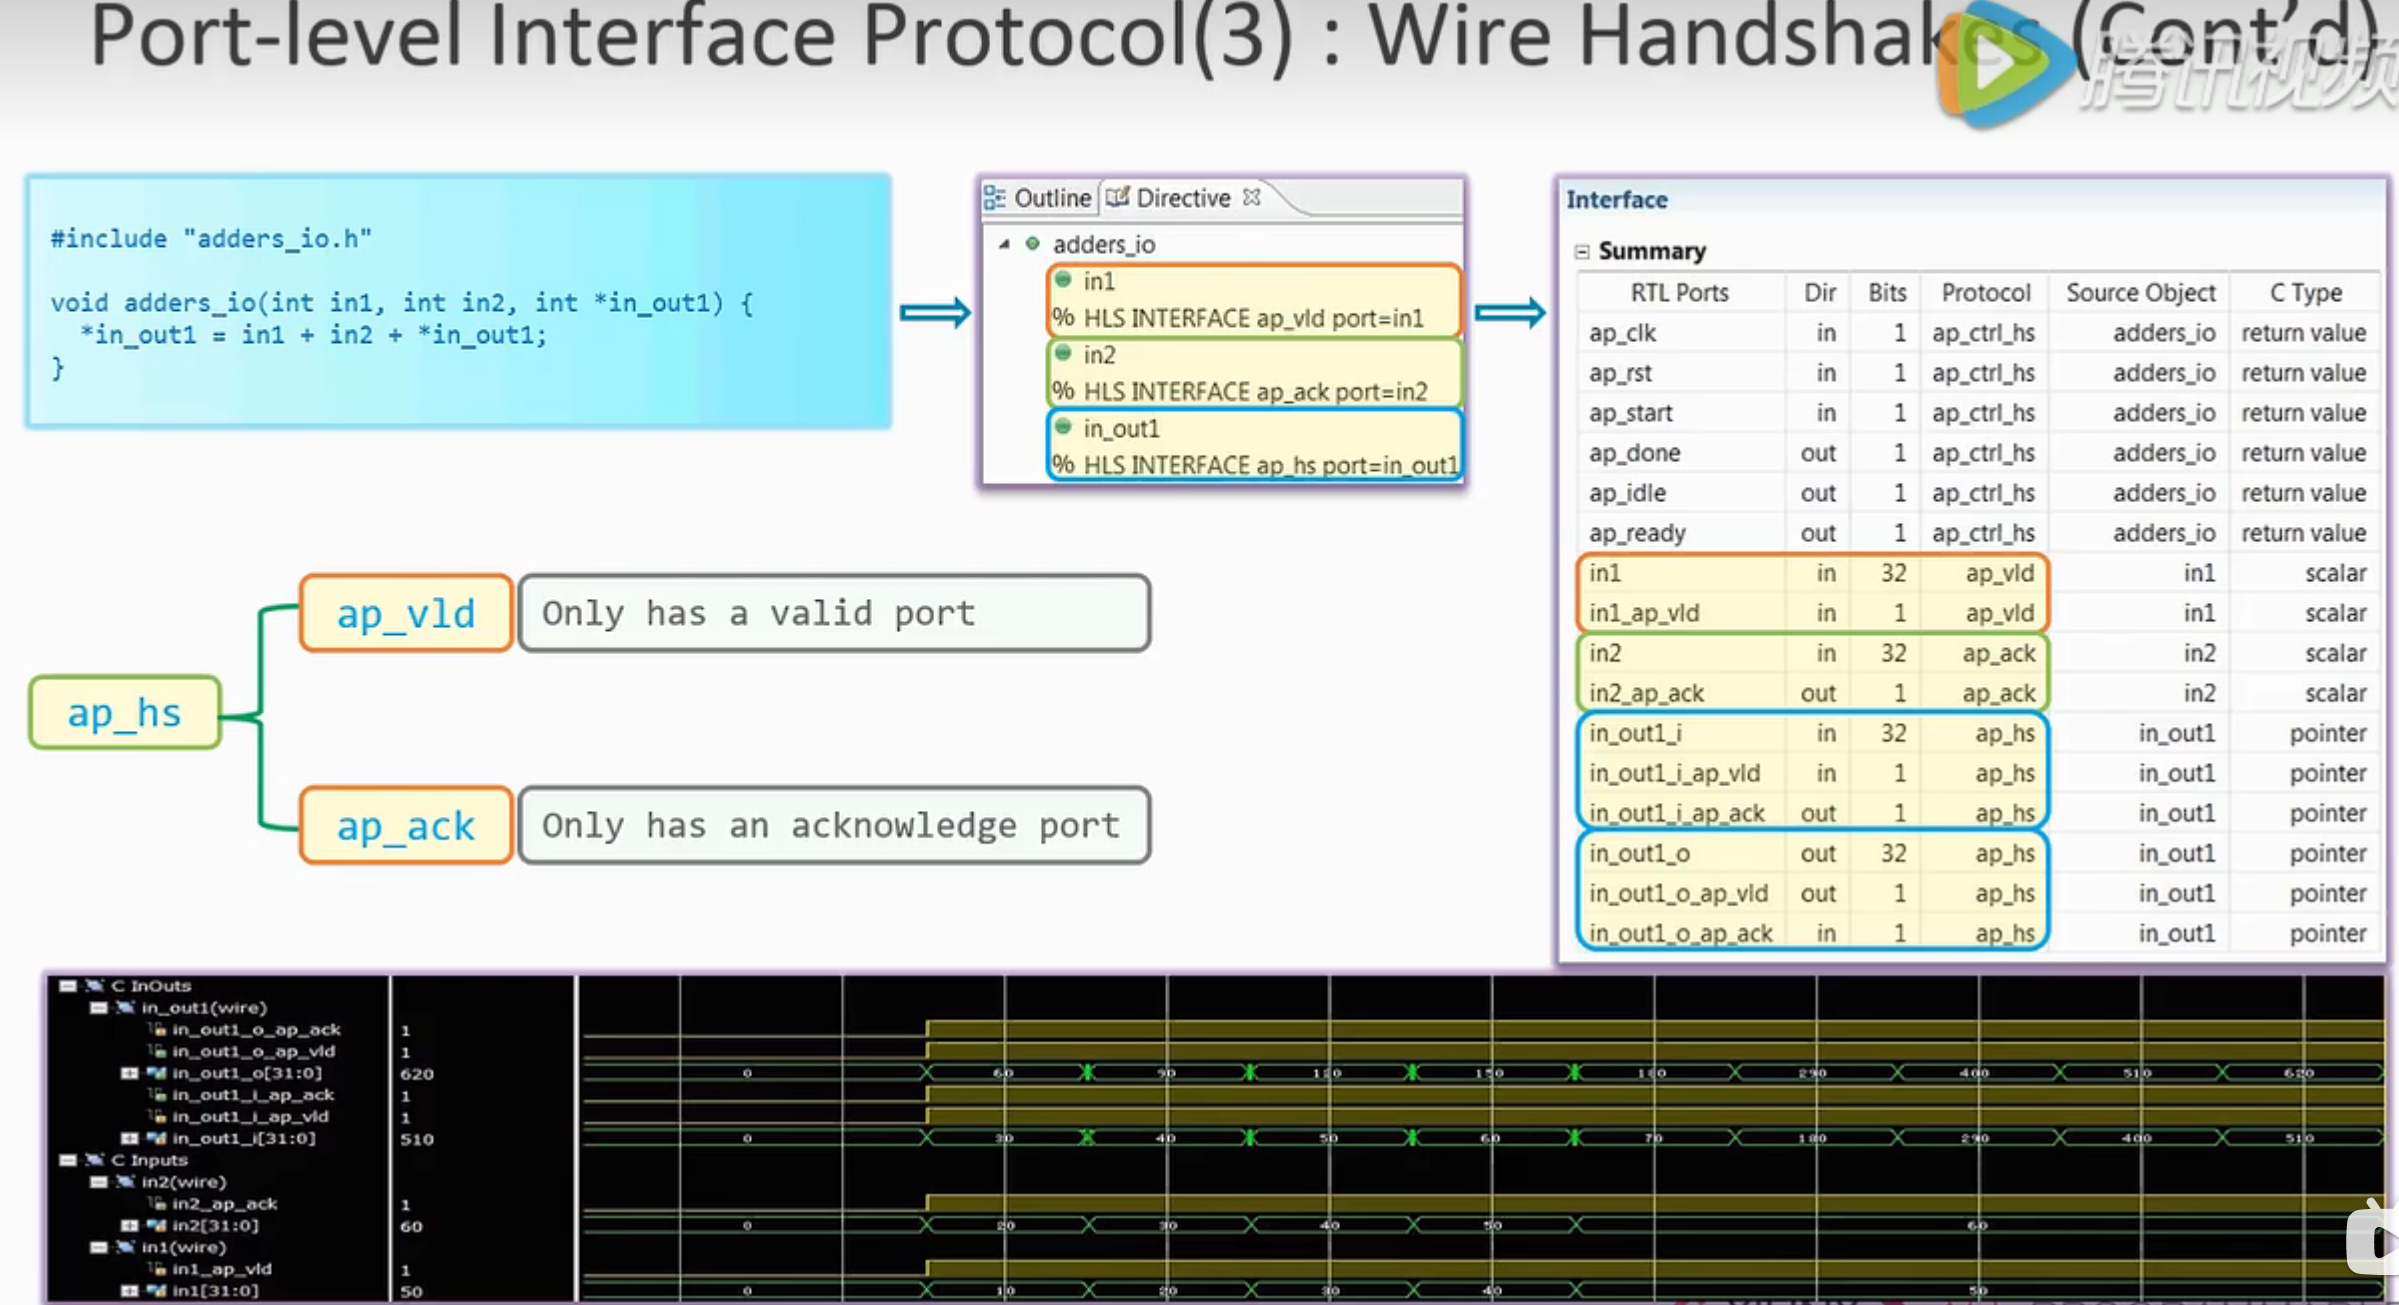 Port-level Interface Protocol(3) : Wire Handshakes (Cont'd)
腾讯视频
#include "adders_io.h"
void adders_io(int in1, int in2, int *in_out1) {
*in_out1 = in1 + in2 + *in_out1;
}
Outline Directive
adders_io
in1
% HLS INTERFACE ap_vld port=in1
in2
% HLS INTERFACE ap_ack port=in2
in_out1
% HLS INTERFACE ap_hs port=in_out1
Interface
Summary
RTL Ports Dir Bits Protocol Source Object C Type
ap_clk in 1 ap_ctrl_hs adders_io return value
ap_rst in 1 ap_ctrl_hs adders_io return value
ap_start in 1 ap_ctrl_hs adders_io return value
ap_done out 1 ap_ctrl_hs adders_io return value
ap_idle out 1 ap_ctrl_hs adders_io return value
ap_ready out 1 ap_ctrl_hs adders_io return value
in1 in 32 ap_vld in1 scalar
in1_ap_vld in 1 ap_vld in1 scalar
in2 in 32 ap_ack in2 scalar
in2_ap_ack out 1 ap_ack in2 scalar
in_out1_i in 32 ap_hs in_out1 pointer
in_out1_i_ap_vld in 1 ap_hs in_out1 pointer
in_out1_i_ap_ack out 1 ap_hs in_out1 pointer
in_out1_o out 32 ap_hs in_out1 pointer
in_out1_o_ap_vld out 1 ap_hs in_out1 pointer
in_out1_o_ap_ack in 1 ap_hs in_out1 pointer
ap_hs
ap_vld Only has a valid port
ap_ack Only has an acknowledge port
C InOuts
in_out1(wire)
in_out1_o_ap_ack 1
in_out1_o_ap_vld 1
in_out1_o[31:0] 620 0 60 90 120 150 180 290 400 510 620
in_out1_i_ap_ack 1
in_out1_i_ap_vld 1
in_out1_i[31:0] 510 0 30 40 50 60 70 180 290 400 510
C Inputs
in2(wire)
in2_ap_ack 1
in2[31:0] 60 0 20 30 40 50 60
in1(wire)
in1_ap_vld 1
in1[31:0] 50 0 10 20 30 40 50